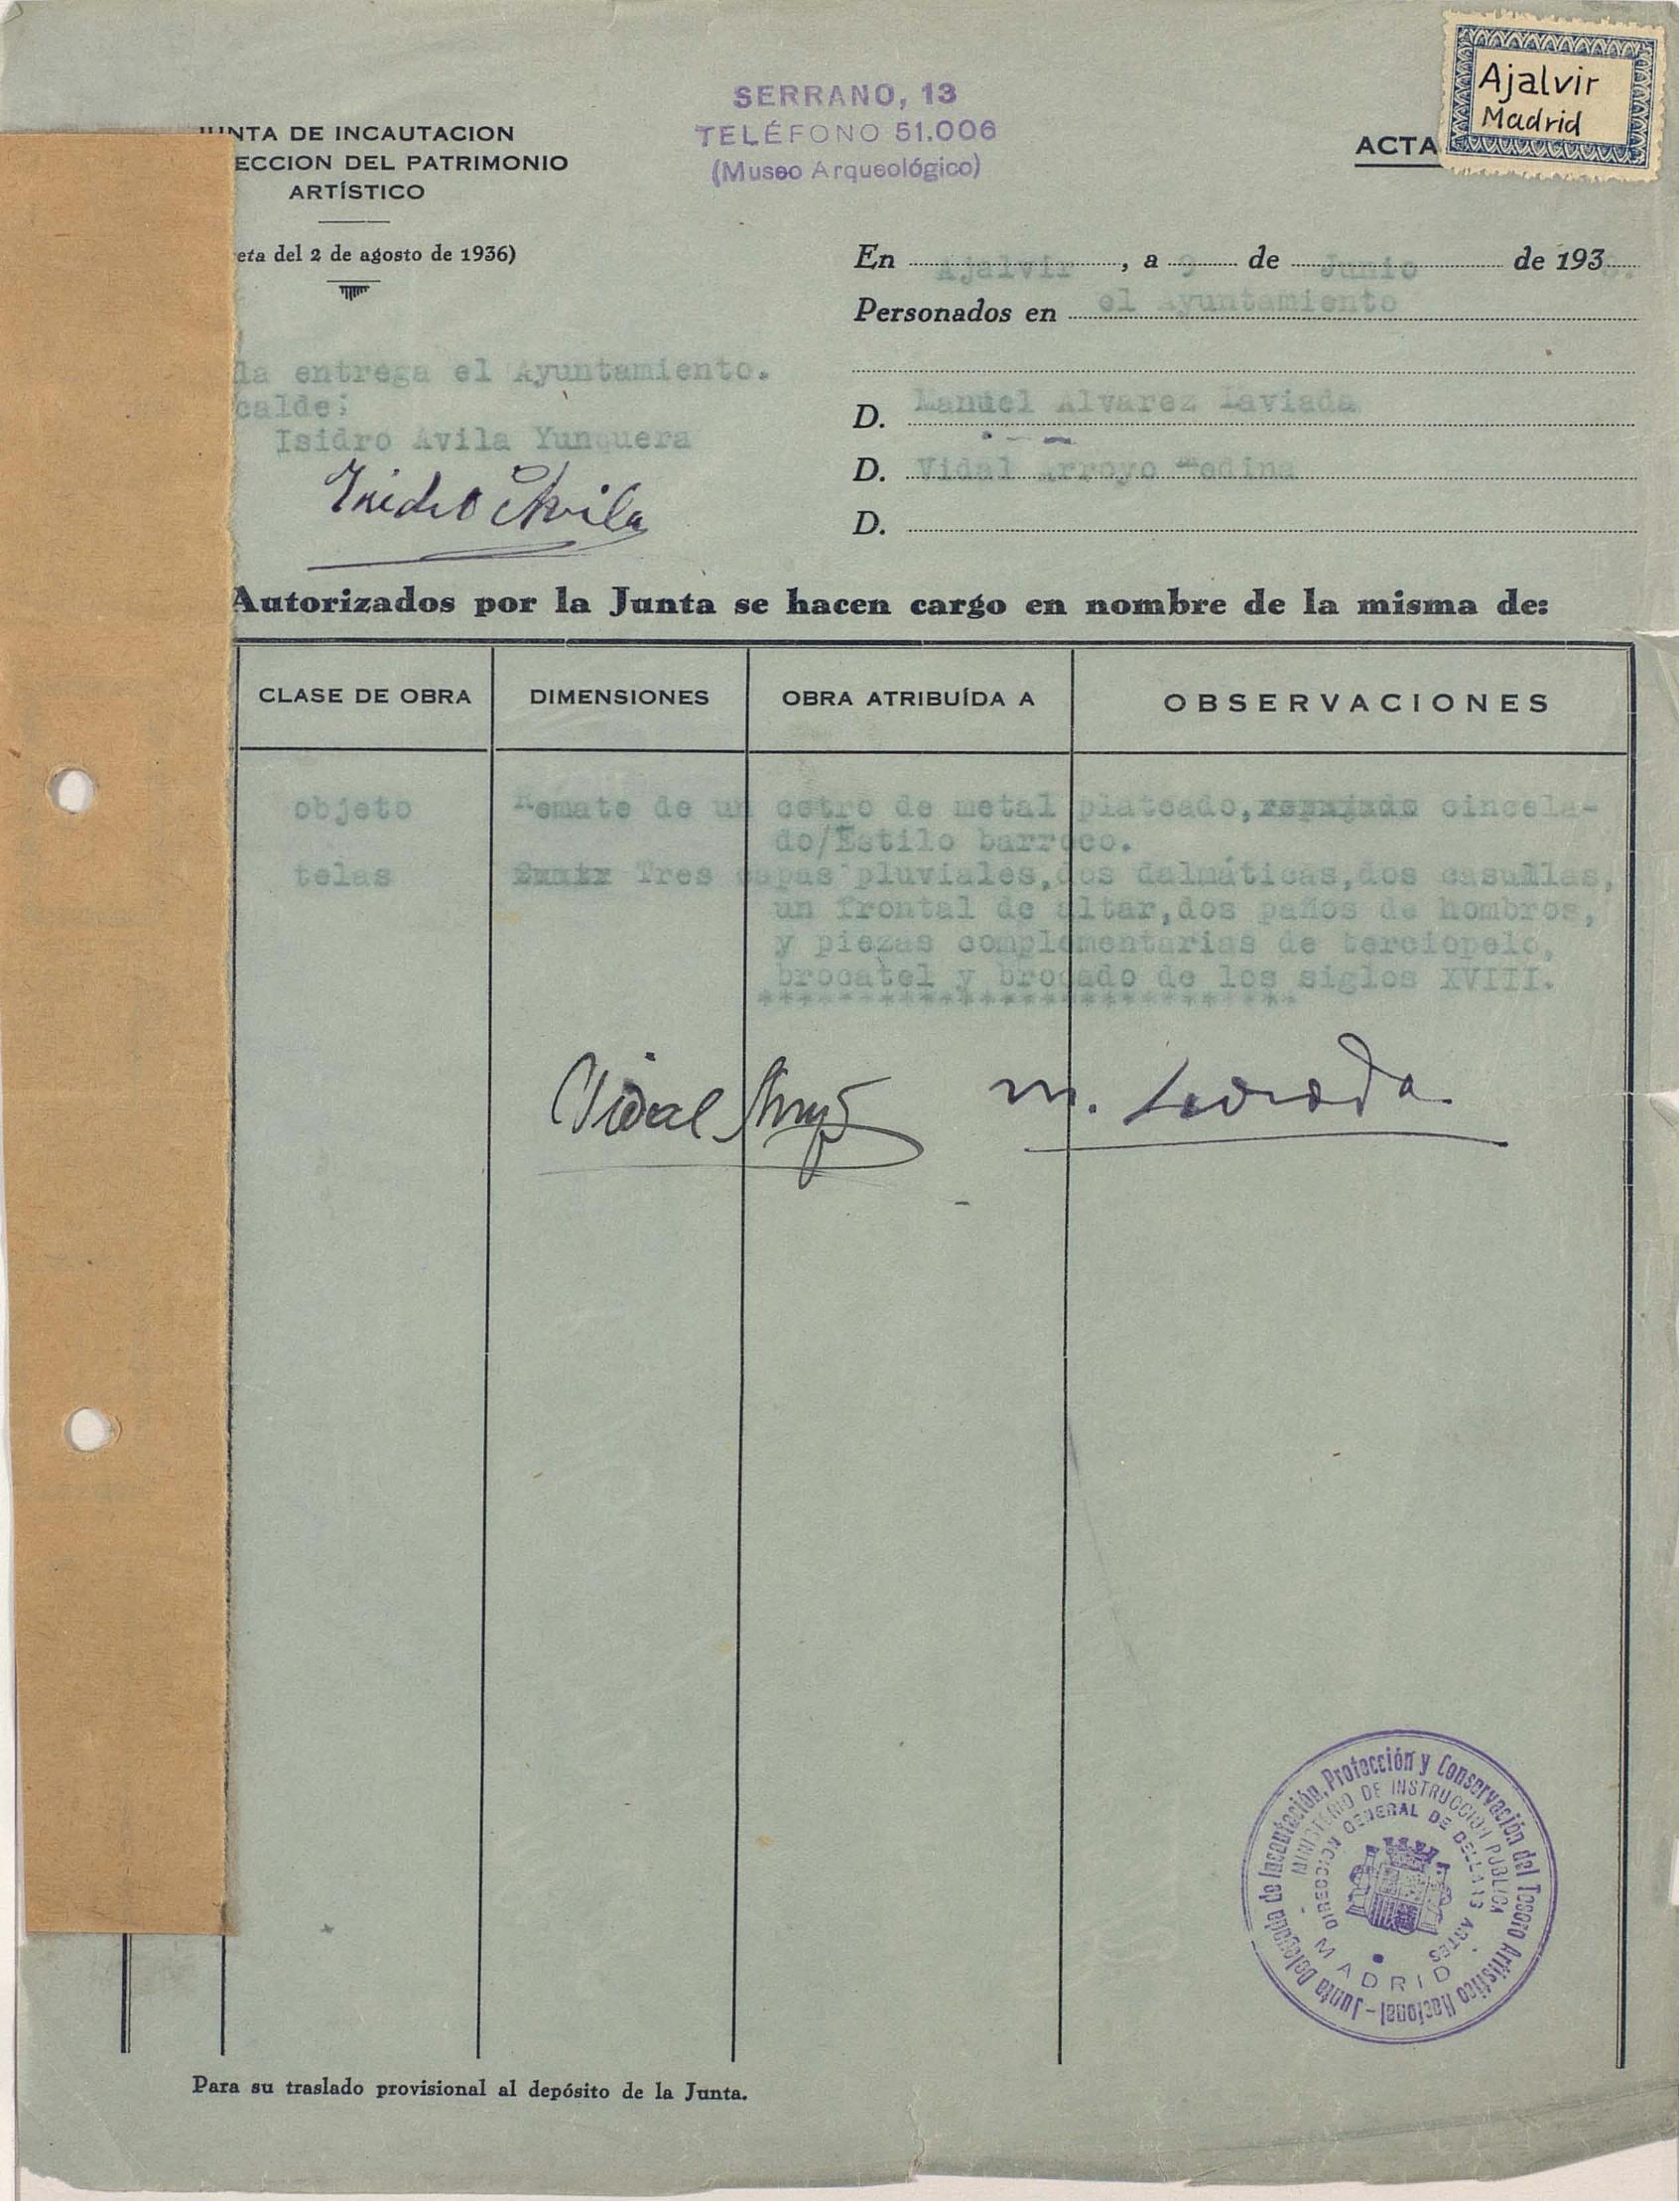 Ajalvir
Madrid
SERRANO, 13
TELÉFONO 51.006
(Museo Arqueológico)
JUNTA DE INCAUTACION
ECCION DEL PATRIMONIO
ARTÍSTICO
eta del 2 de agosto de 1936)
ACTA
En Ajalvir, a 9 de Junio de 193
Personados en el Ayuntamiento
la entrega el Ayuntamiento.
calde;
Isidro Avila Yunquera
Isidro Avila
D. Manuel Alvarez Laviada
D. Vidal Arroyo Medina
D.
Autorizados por la Junta se hacen cargo en nombre de la misma de:
CLASE DE OBRA DIMENSIONES OBRA ATRIBUÍDA A OBSERVACIONES
objeto Remate de un cetro de metal plateado, cincela-
do/Estilo barroco.
telas Tres capas pluviales,dos dalmáticas,dos casullas,
un frontal de altar,dos paños de hombros,
y piezas complementarias de terciopelo,
brocatel y brocado de los siglos XVIII.
**************************
Vidal Arroyo
M. Laviada
Junta Delegada de Incautación, Protección y Conservación del Tesoro Artístico Nacional -
MINISTERIO DE INSTRUCCION PUBLICA
DIRECCION GENERAL DE BELLAS ARTES
MADRID
Para su traslado provisional al depósito de la Junta.